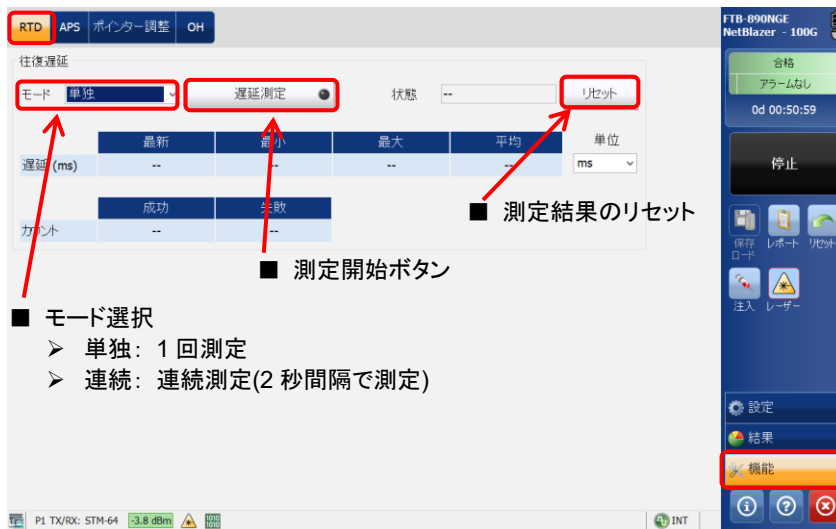 RTD APS ポインター調整 OH
FTB-890NGE
NetBlazer - 100G
往復遅延
モード 単独 遅延測定 状態 -- リセット
合格
アラームなし
0d 00:50:59
最新 最小 最大 平均 単位
遅延 (ms) -- -- -- -- ms
停止
成功 失敗
カウント -- --
■ 測定結果のリセット
保存
ロード
レポート リセット
■ 測定開始ボタン
注入 レーザー
■ モード選択
➢ 単独: 1 回測定
➢ 連続: 連続測定(2 秒間隔で測定)
設定
結果
機能
P1 TX/RX: STM-64 -3.8 dBm INT